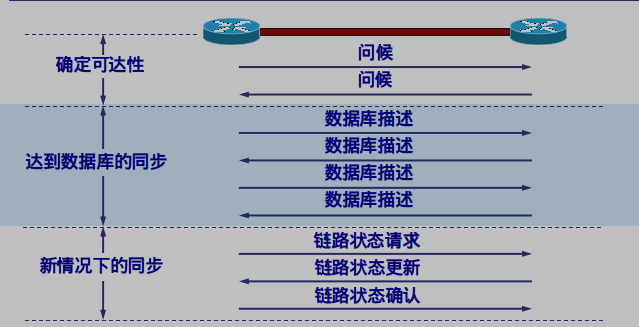 问候
确定可达性
问候
数据库描述
数据库描述
达到数据库的同步
数据库描述
数据库描述
链路状态请求
新情况下的同步
链路状态更新
链路状态确认